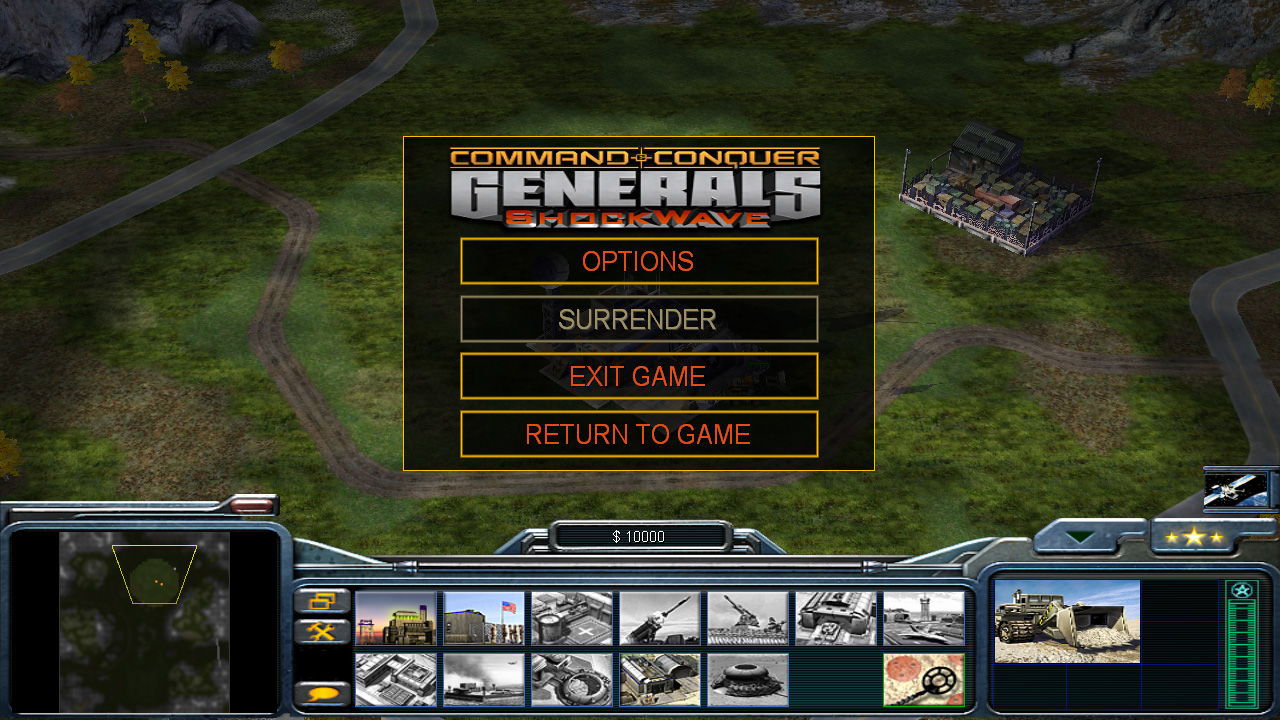 COMMAND CONQUER
GENERALS
SHOCKWAVE
OPTIONS
SURRENDER
EXIT GAME
RETURN TO GAME
$ 10000